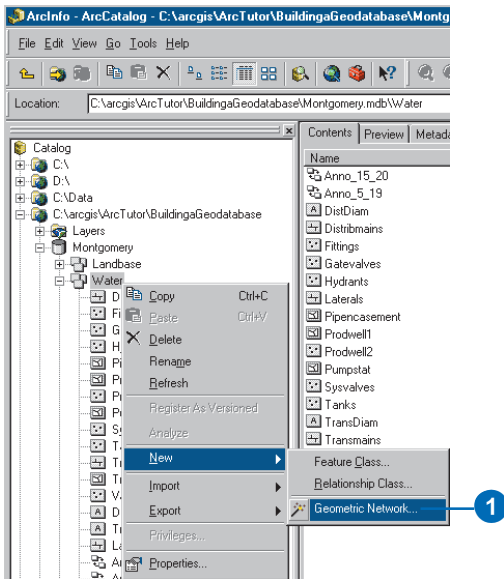 ArcInfo - ArcCatalog - C:\arcgis\ArcTutor\BuildingaGeodatabase\Montg
File Edit View Go Tools Help
Location: C:\arcgis\ArcTutor\BuildingaGeodatabase\Montgomery.mdb\Water
Catalog
C:\
D:\
C:\Data
C:\arcgis\ArcTutor\BuildingaGeodatabase
Layers
Montgomery
Landbase
Water
D
Fi
G
H
Pi
P
P
P
S
T
T
T
V
A
Copy Ctrl+C
Paste Ctrl+V
Delete
Rename
Refresh
Register As Versioned
Analyze
New
Import
Export
Privileges...
Properties...
Contents Preview Metada
Name
Anno_15_20
Anno_5_19
DistDiam
Distribmains
Fittings
Gatevalves
Hydrants
Laterals
Pipencasement
Prodwell1
Prodwell2
Pumpstat
Sysvalves
Tanks
TransDiam
Transmains
Feature Class...
Relationship Class...
Geometric Network...
1